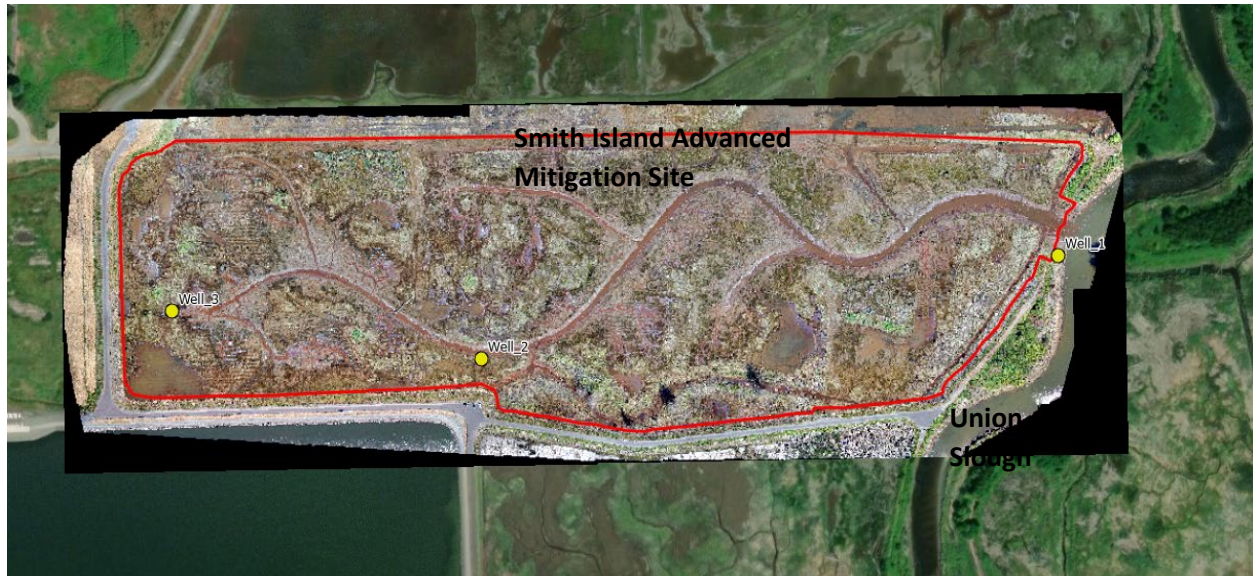 Smith Island Advanced
Mitigation Site
Well_1
Well_3
Well_2
Union
Slough